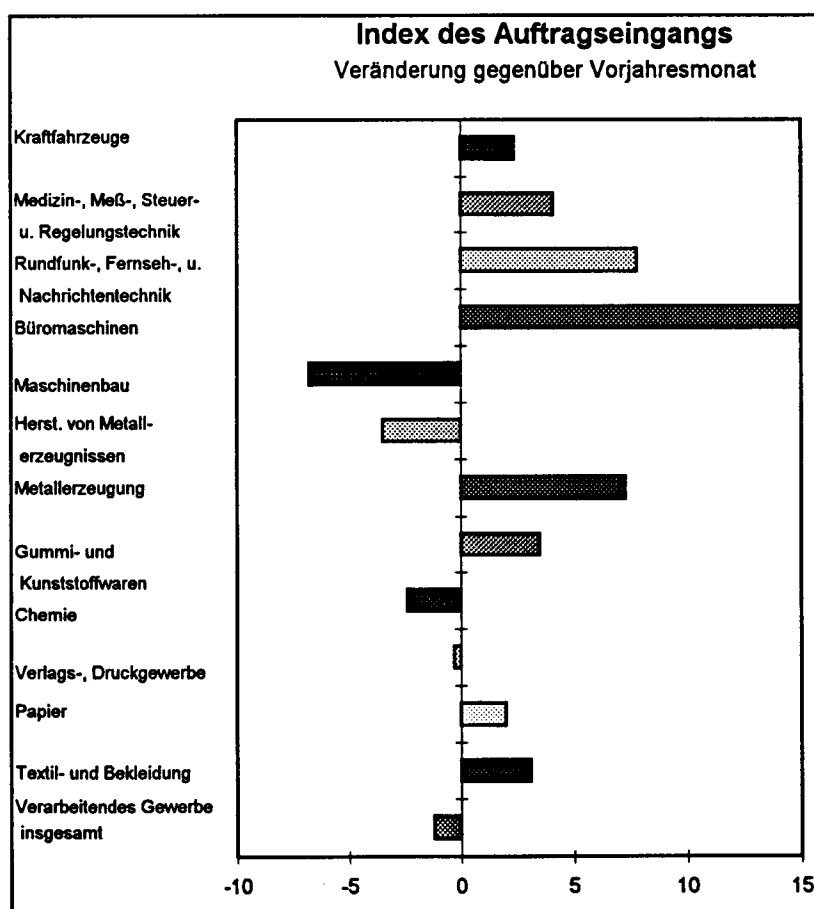 Index des Auftragseingangs
Veränderung gegenüber Vorjahresmonat
Kraftfahrzeuge
Medizin-, Meß-, Steuer-
u. Regelungstechnik
Rundfunk-, Fernseh-, u.
Nachrichtentechnik
Büromaschinen
Maschinenbau
Herst. von Metall-
erzeugnissen
Metallerzeugung
Gummi- und
Kunststoffwaren
Chemie
Verlags-, Druckgewerbe
Papier
Textil- und Bekleidung
Verarbeitendes Gewerbe
insgesamt
-10 -5 0 5 10 15